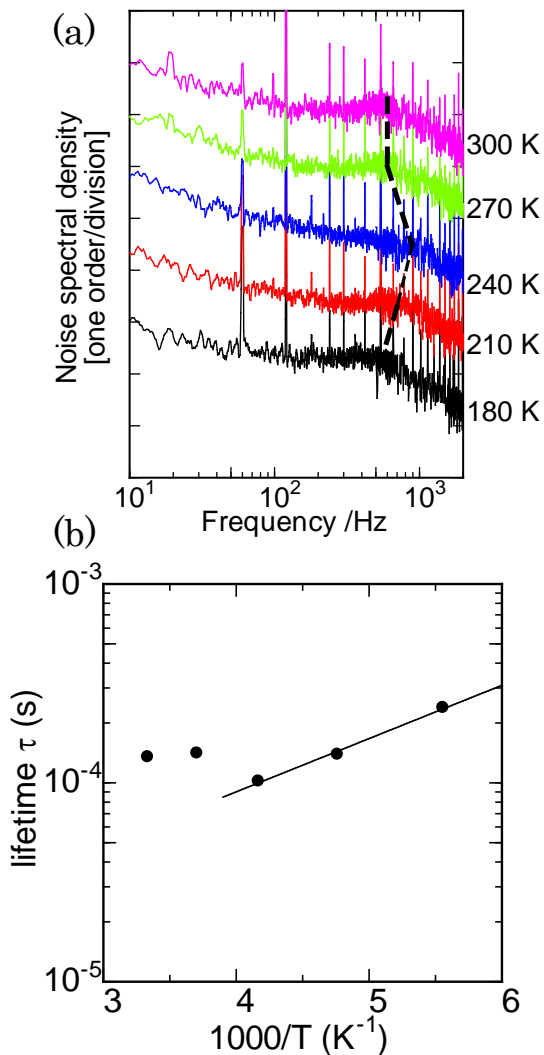 (a)
Noise spectral density
[one order/division]
300 K
270 K
240 K
210 K
180 K
10¹ 10² 10³
Frequency /Hz
(b)
10⁻³
10⁻⁴
10⁻⁵
lifetime τ (s)
3 4 5 6
1000/T (K⁻¹)